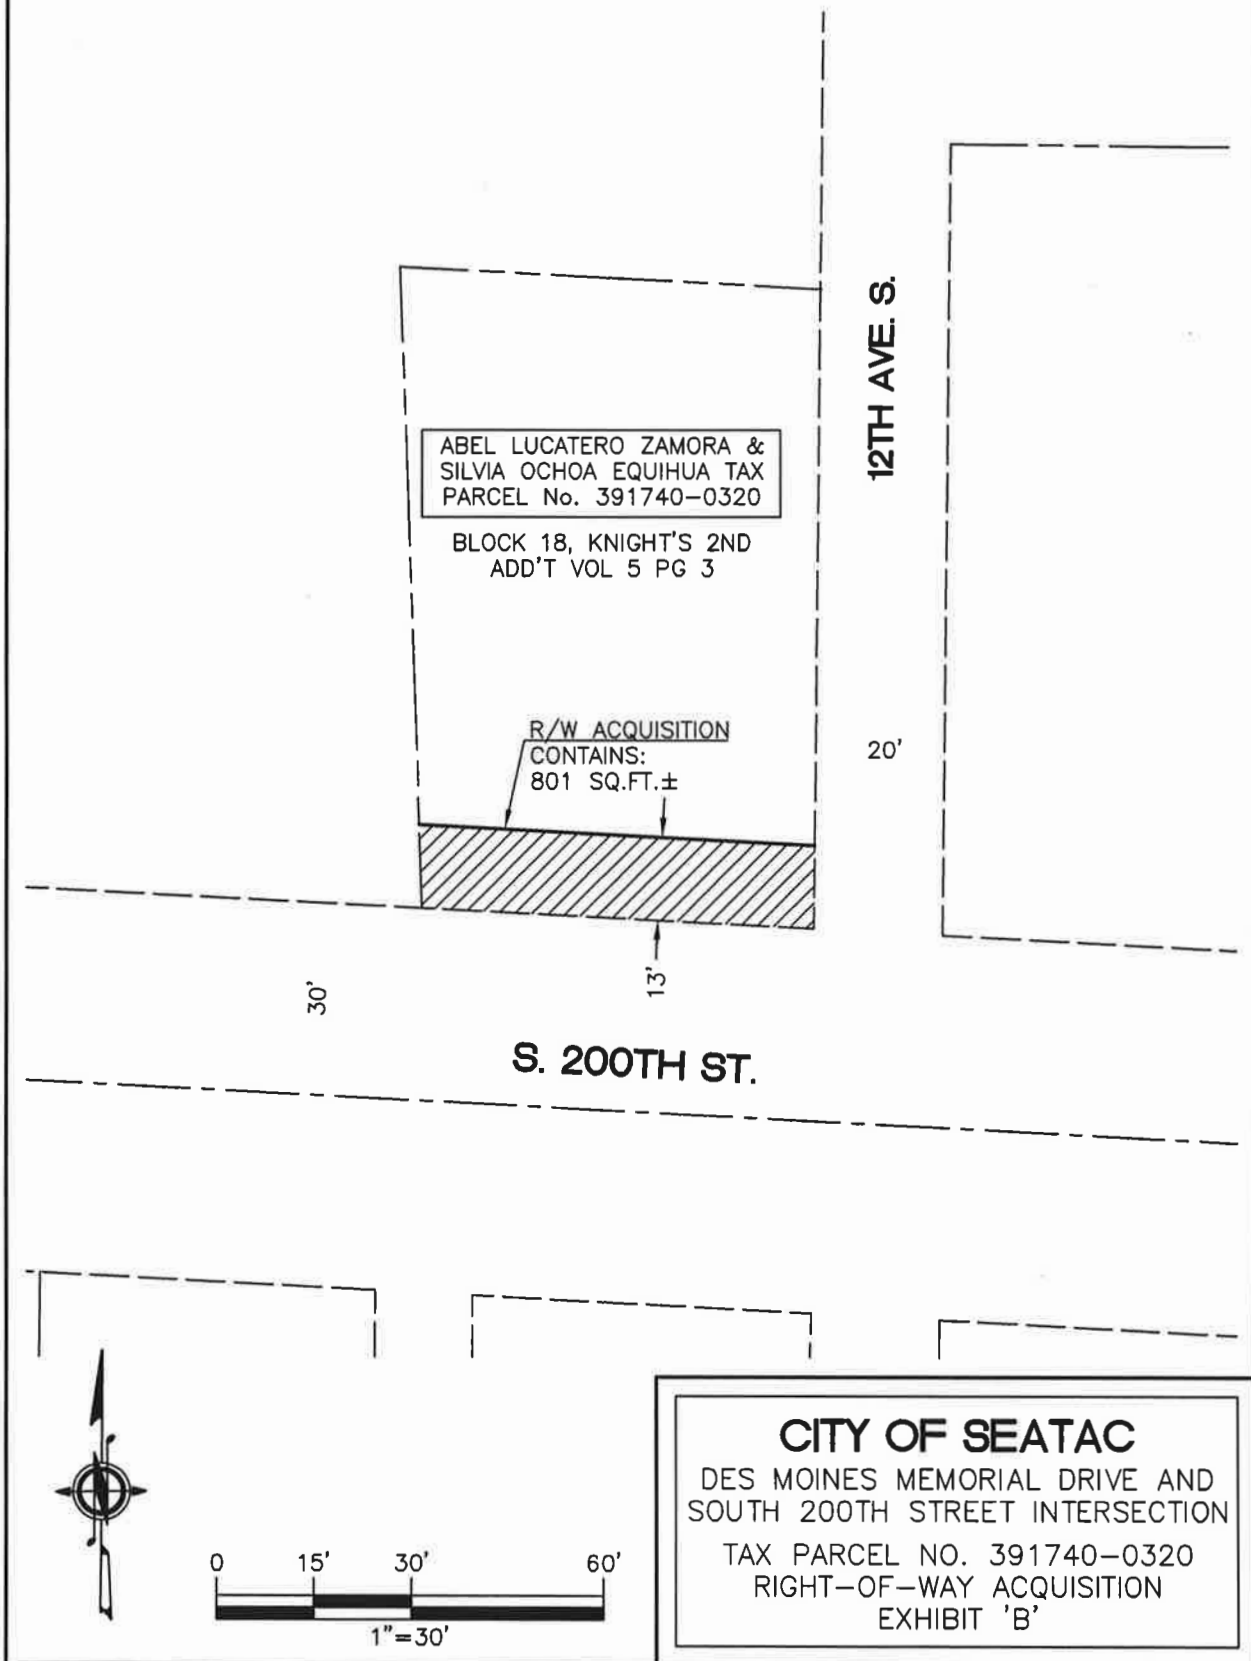 12TH AVE. S.
ABEL LUCATERO ZAMORA &
SILVIA OCHOA EQUIHUA TAX
PARCEL No. 391740-0320
BLOCK 18, KNIGHT'S 2ND
ADD'T VOL 5 PG 3
R/W ACQUISITION
CONTAINS:
801 SQ.FT.±
20'
30'
13'
S. 200TH ST.
0 15' 30' 60'
1"=30'
CITY OF SEATAC
DES MOINES MEMORIAL DRIVE AND
SOUTH 200TH STREET INTERSECTION
TAX PARCEL NO. 391740-0320
RIGHT-OF-WAY ACQUISITION
EXHIBIT 'B'